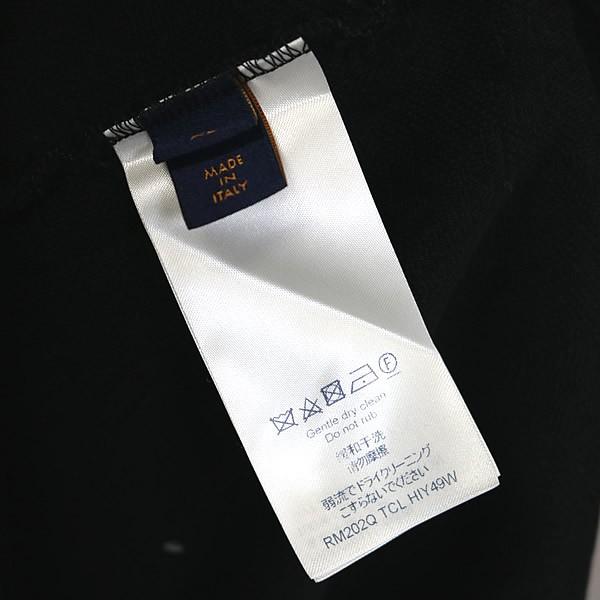 L
MADE
IN
ITALY
F
Gentle dry clean
Do not rub
缓和干洗
请勿摩擦
弱流でドライクリーニング
こすらないでください
RM202Q TCL HIY49W